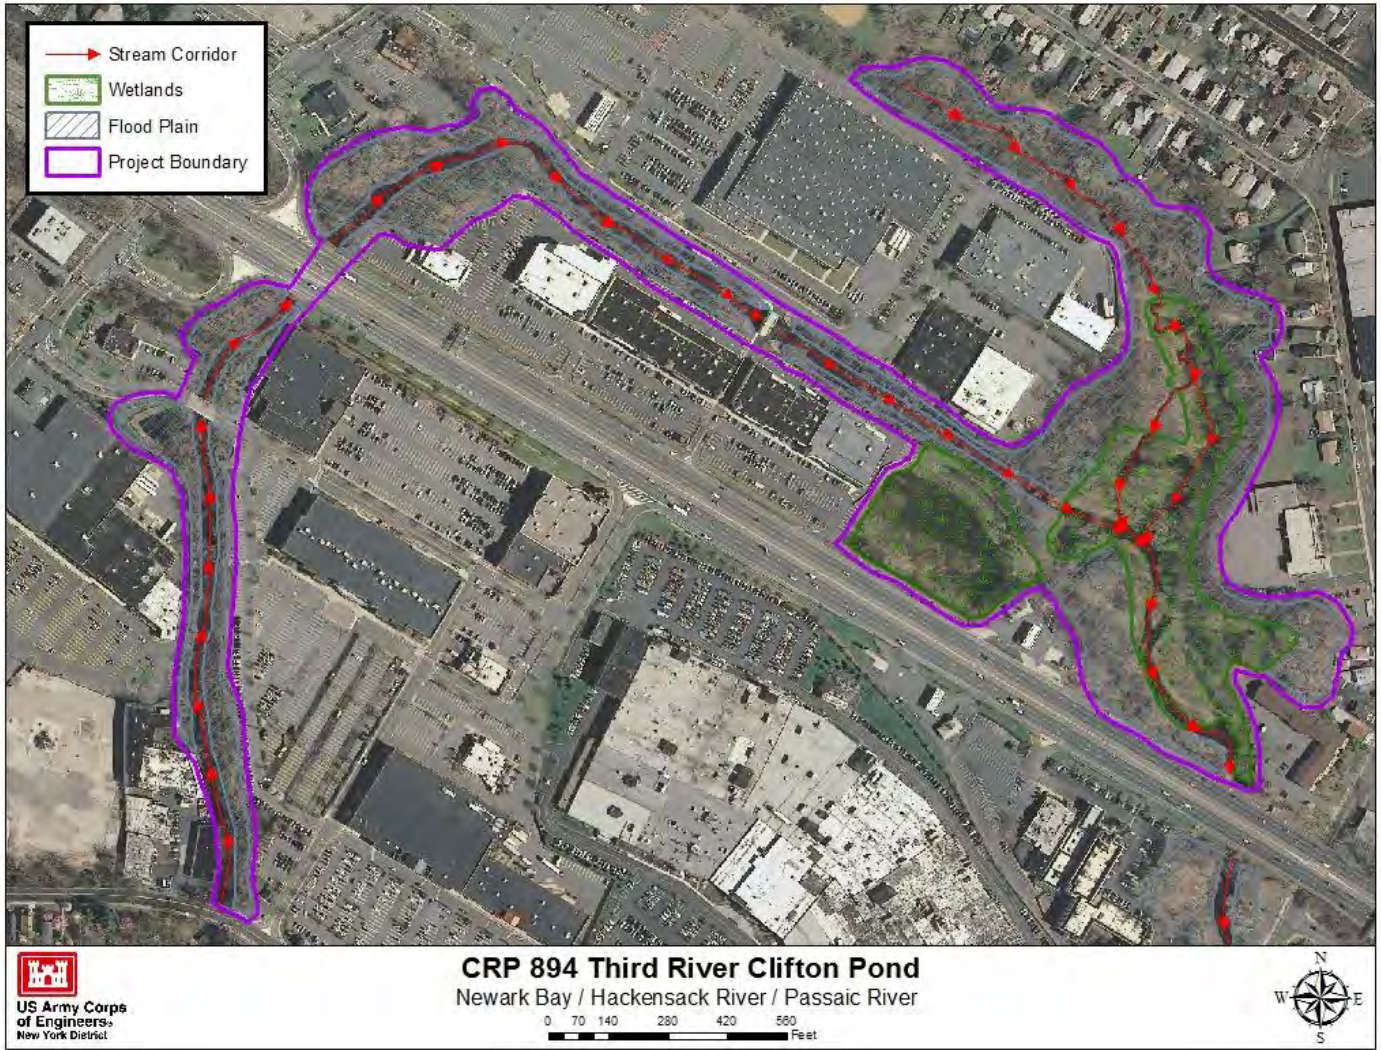 Stream Corridor
Wetlands
Flood Plain
Project Boundary
US Army Corps
of Engineers®
New York District
CRP 894 Third River Clifton Pond
Newark Bay / Hackensack River / Passaic River
0 70 140 280 420 560
Feet
N
W E
S